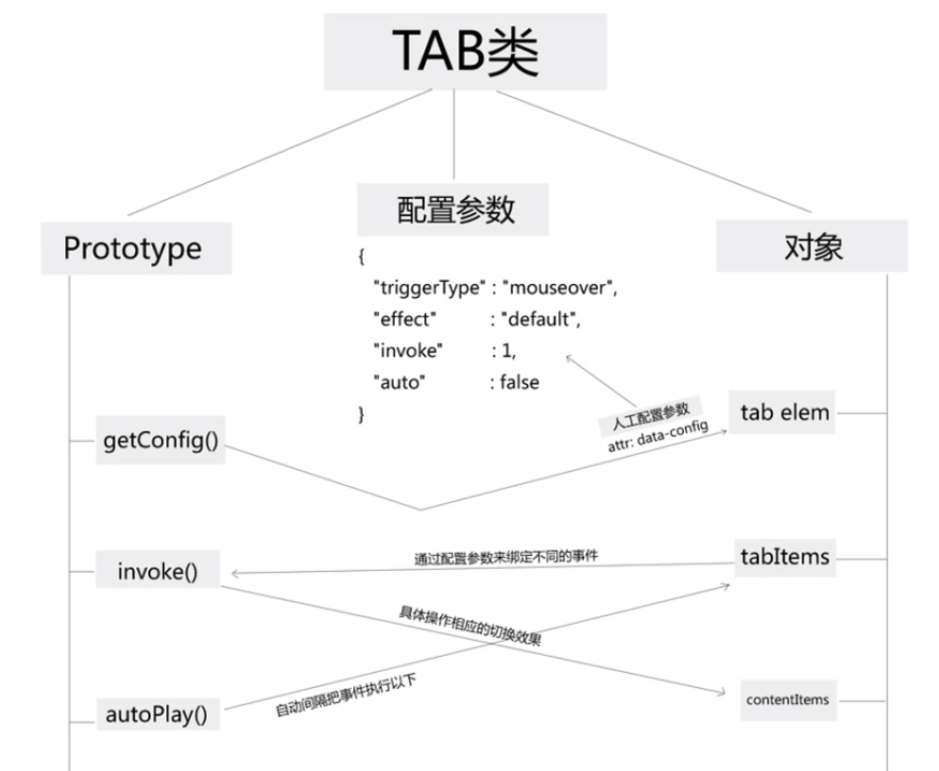 TAB类
Prototype
配置参数
对象
{
"triggerType" : "mouseover",
"effect" : "default",
"invoke" : 1,
"auto" : false
}
人工配置参数
attr: data-config
tab elem
getConfig()
通过配置参数来绑定不同的事件
tabItems
invoke()
具体操作相应的切换效果
自动间隔把事件执行以下
contentItems
autoPlay()